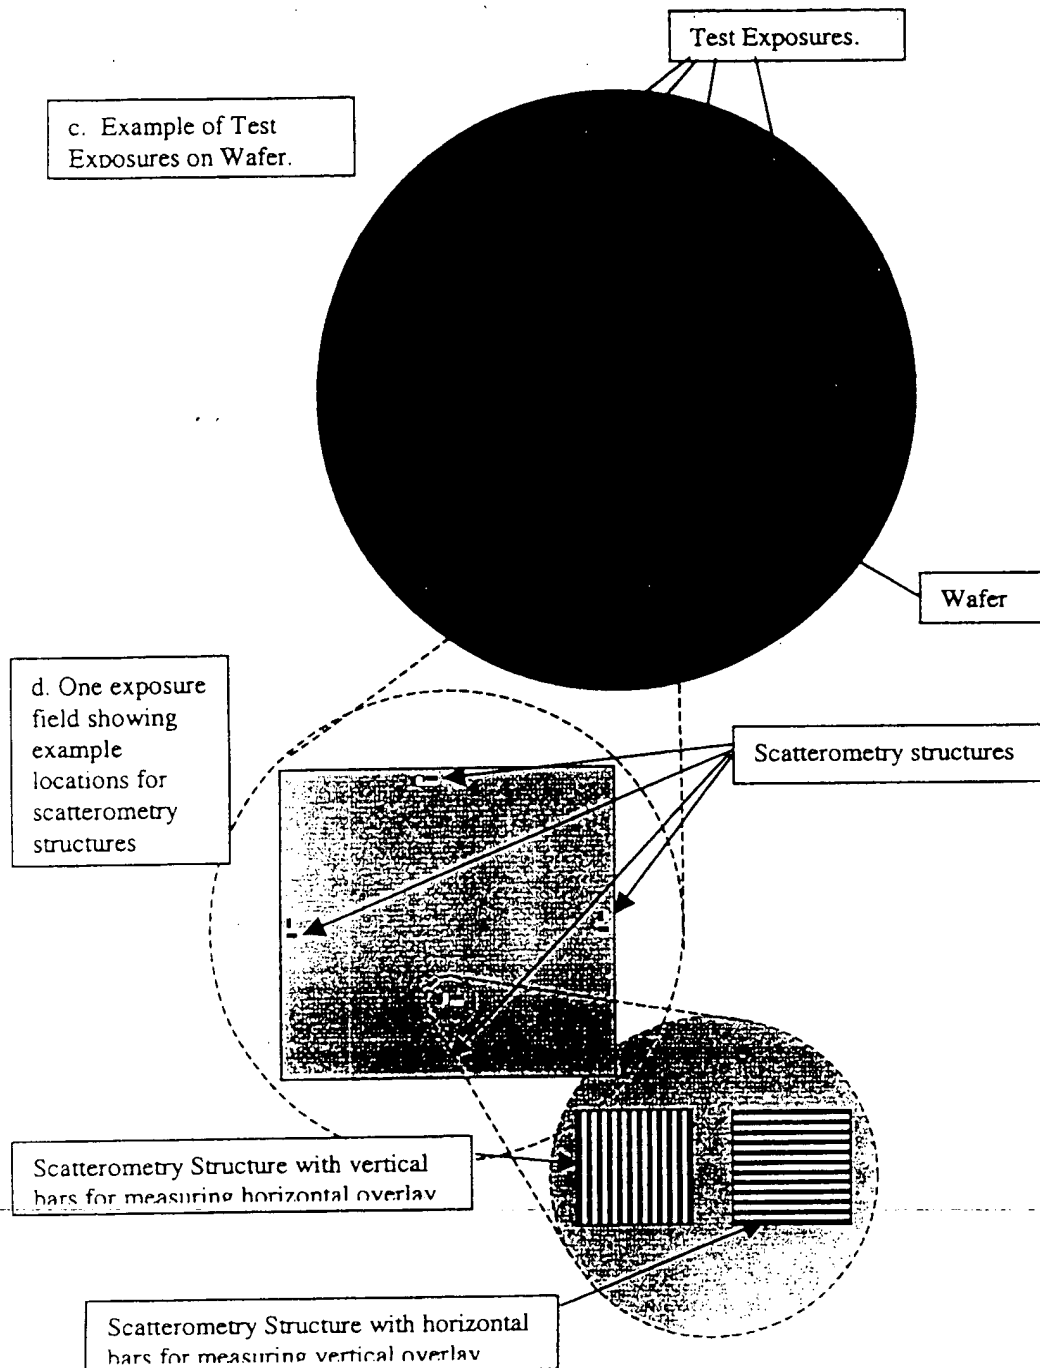 Test Exposures.
c. Example of Test
Exposures on Wafer.
Wafer
d. One exposure
field showing
example
locations for
scatterometry
structures
Scatterometry structures
Scatterometry Structure with vertical
bars for measuring horizontal overlay
Scatterometry Structure with horizontal
bars for measuring vertical overlay